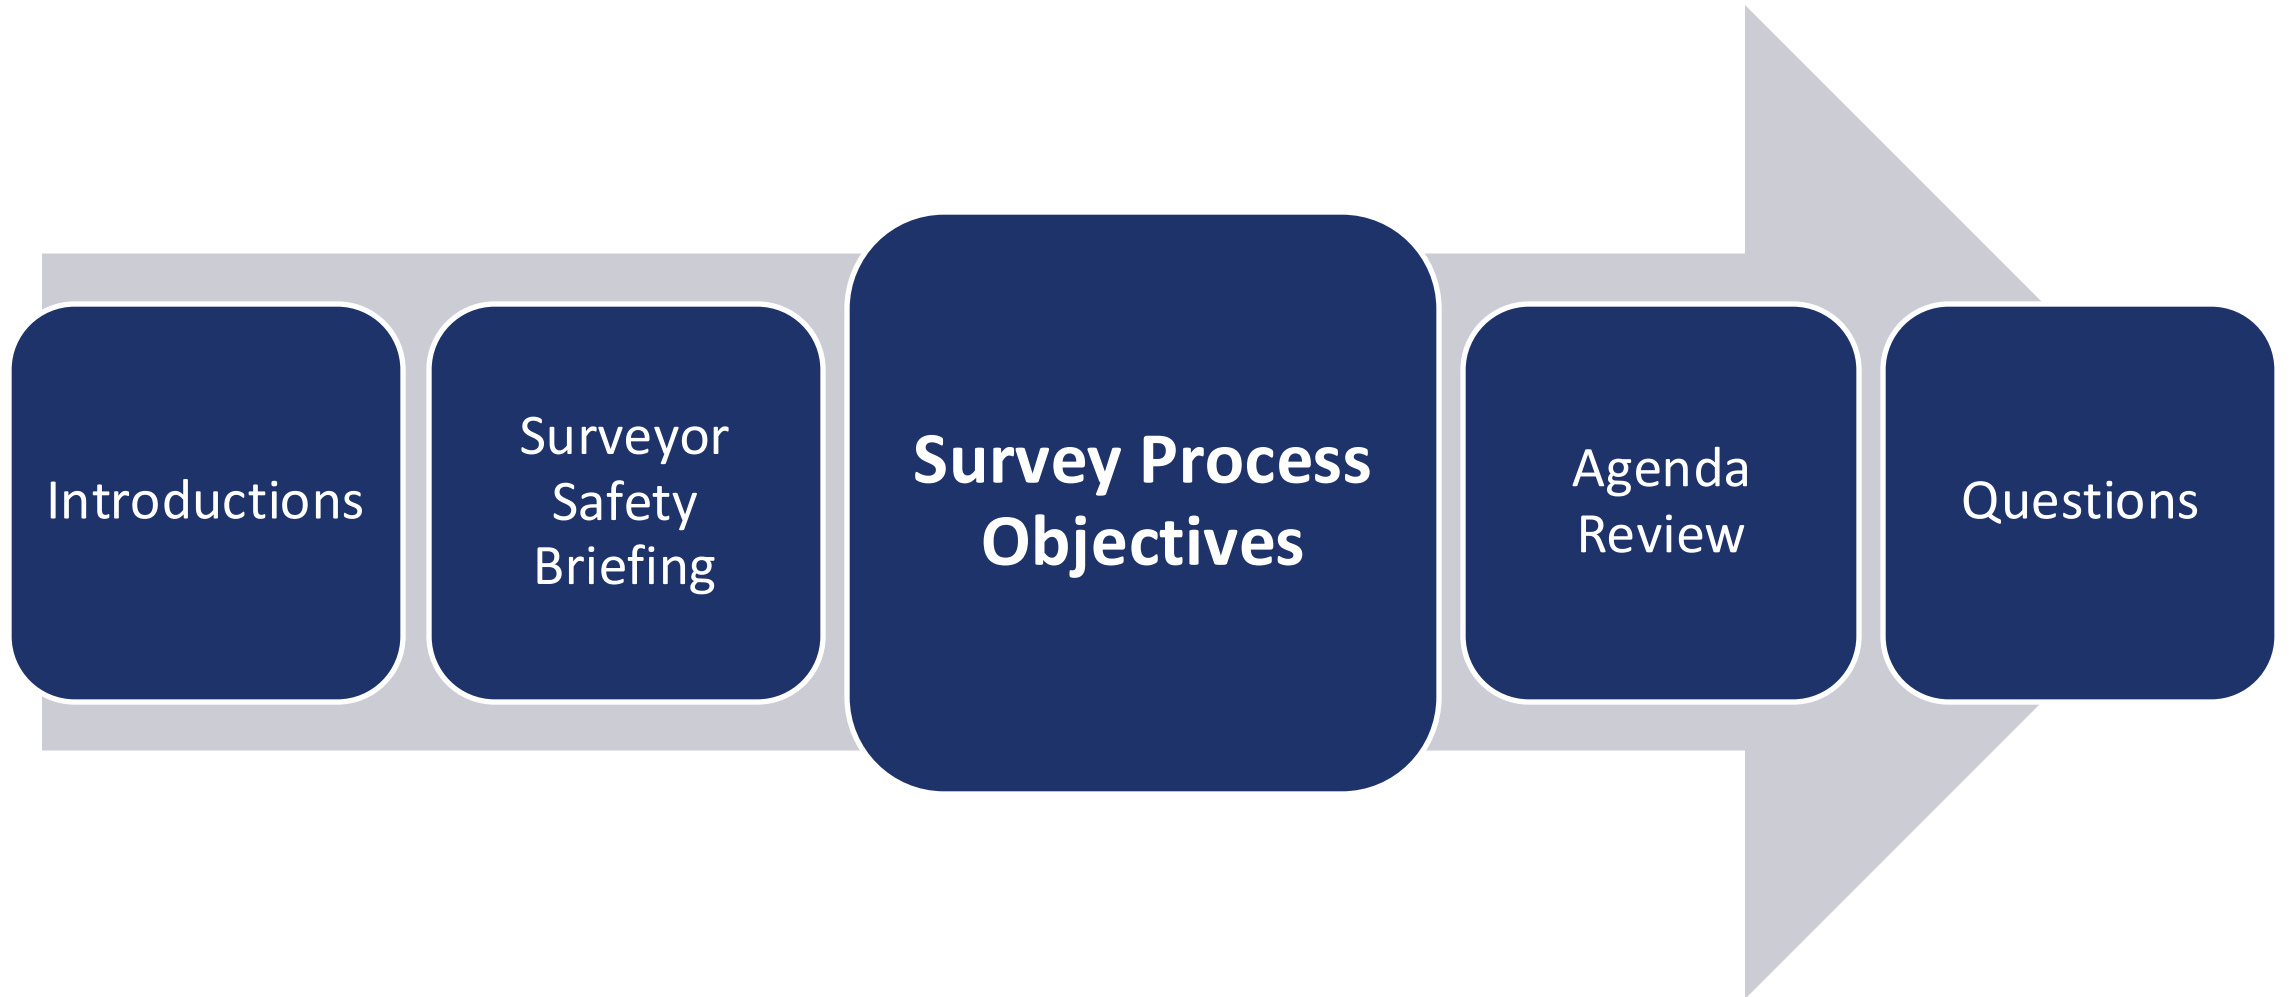 Introductions
Surveyor
Safety
Briefing
Survey Process
Objectives
Agenda
Review
Questions